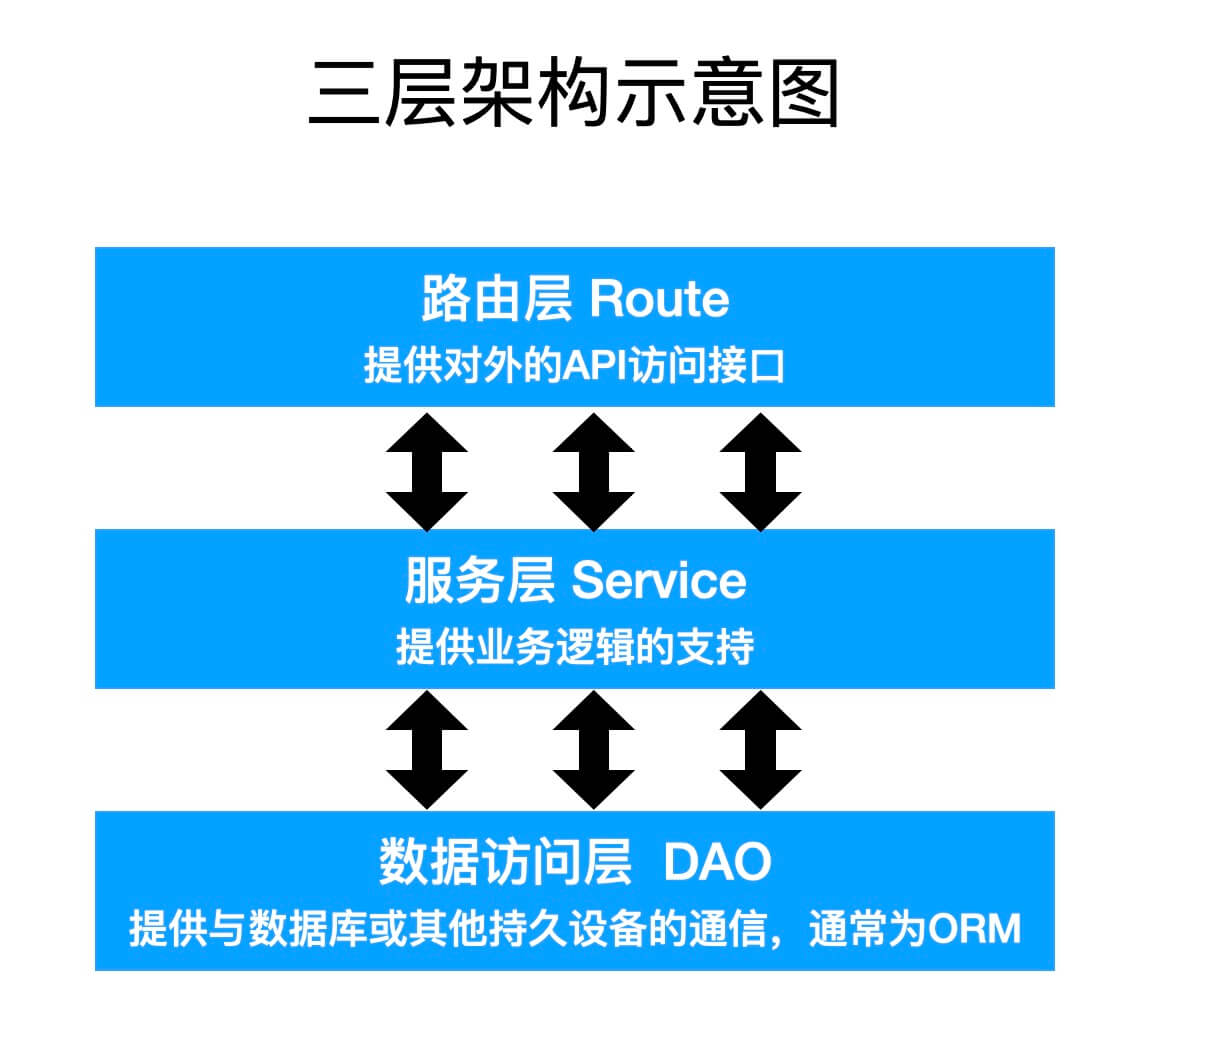 三层架构示意图
路由层 Route
提供对外的API访问接口
服务层 Service
提供业务逻辑的支持
数据访问层 DAO
提供与数据库或其他持久设备的通信，通常为ORM